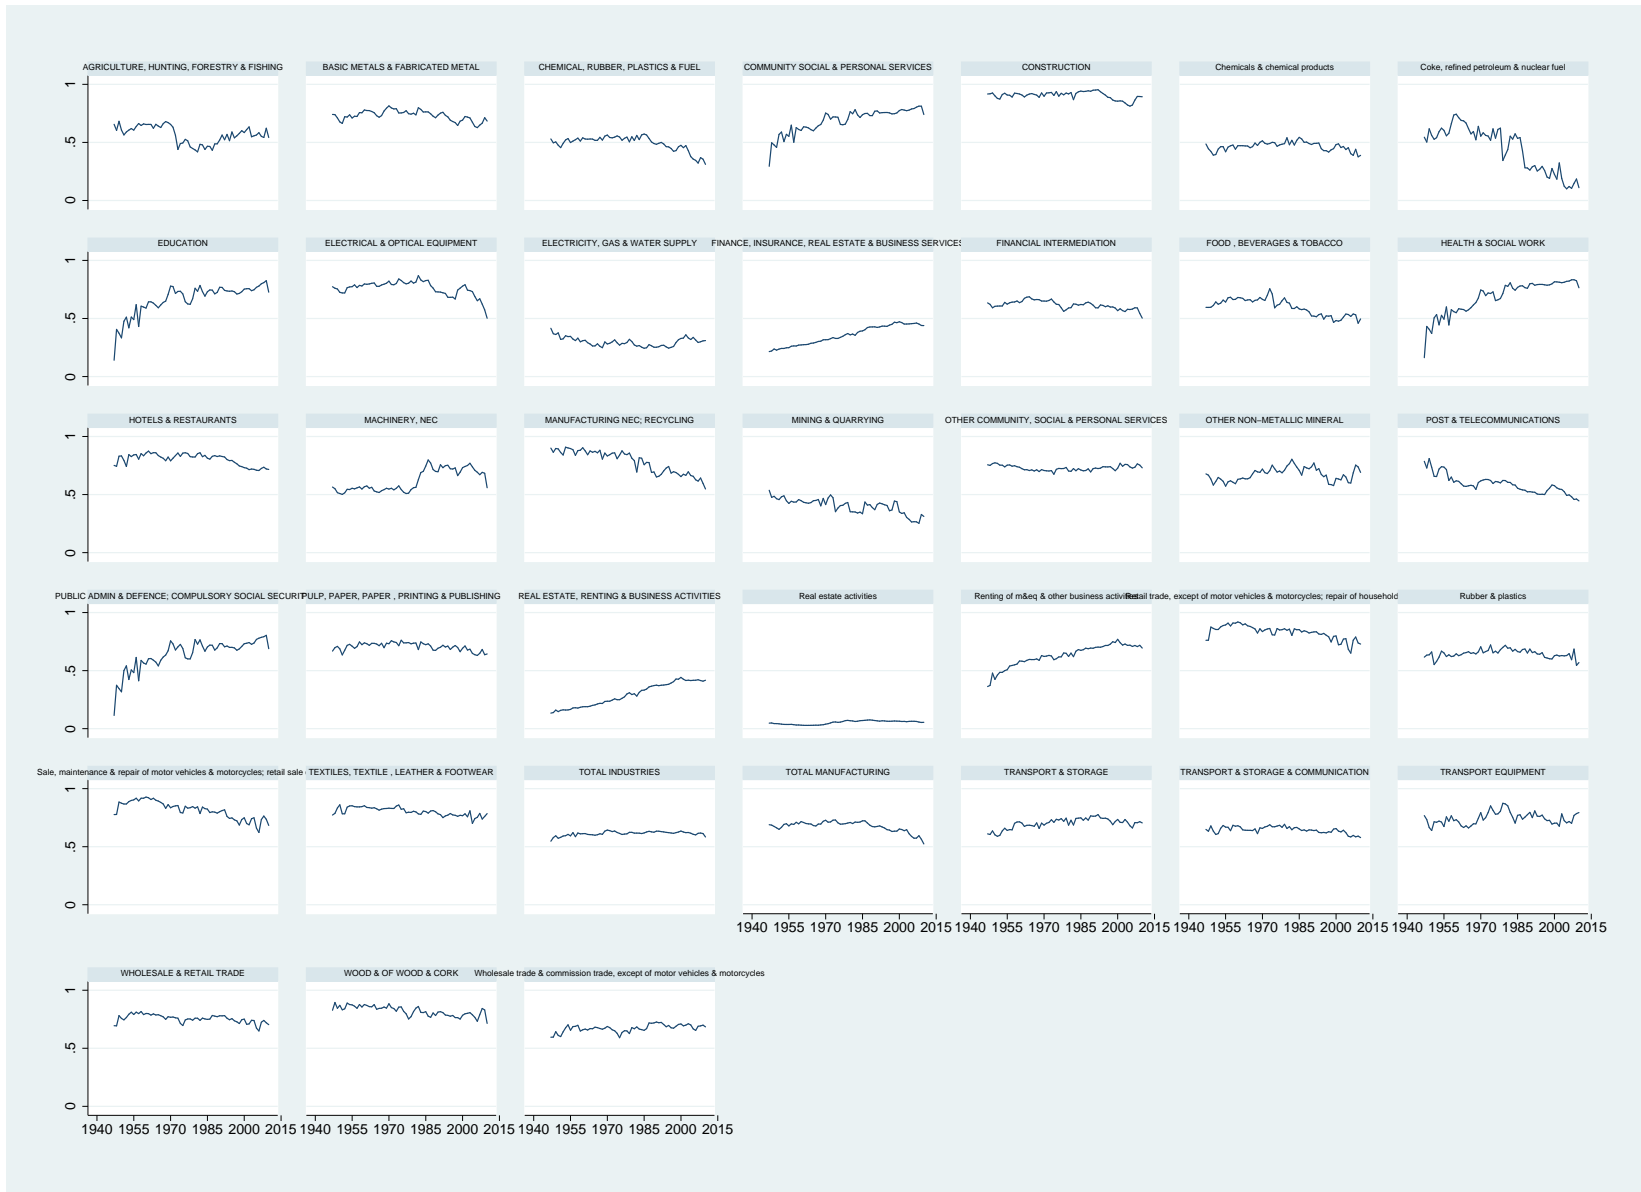 AGRICULTURE, HUNTING, FORESTRY & FISHING
BASIC METALS & FABRICATED METAL
CHEMICAL, RUBBER, PLASTICS & FUEL
COMMUNITY SOCIAL & PERSONAL SERVICES
CONSTRUCTION
Chemicals & chemical products
Coke, refined petroleum & nuclear fuel
1
.5
0
EDUCATION
ELECTRICAL & OPTICAL EQUIPMENT
ELECTRICITY, GAS & WATER SUPPLY
FINANCE, INSURANCE, REAL ESTATE & BUSINESS SERVICES
FINANCIAL INTERMEDIATION
FOOD , BEVERAGES & TOBACCO
HEALTH & SOCIAL WORK
1
.5
0
HOTELS & RESTAURANTS
MACHINERY, NEC
MANUFACTURING NEC; RECYCLING
MINING & QUARRYING
OTHER COMMUNITY, SOCIAL & PERSONAL SERVICES
OTHER NON–METALLIC MINERAL
POST & TELECOMMUNICATIONS
1
.5
0
PUBLIC ADMIN & DEFENCE; COMPULSORY SOCIAL
PULP, PAPER, PAPER , PRINTING & PUBLISHING
REAL ESTATE, RENTING & BUSINESS ACTIVITIES
Real estate activities
Renting of m&eq & other business
trade, except of motor vehicles & motorcycles; repair of household
Rubber & plastics
1
.5
0
Sale, maintenance & repair of motor vehicles & motorcycles; retail sale
TEXTILES, TEXTILE , LEATHER & FOOTWEAR
TOTAL INDUSTRIES
TOTAL MANUFACTURING
TRANSPORT & STORAGE
TRANSPORT & STORAGE & COMMUNICATION
TRANSPORT EQUIPMENT
1
.5
0
1940 1955 1970 1985 2000 2015
1940 1955 1970 1985 2000 2015
1940 1955 1970 1985 2000 2015
1940 1955 1970 1985 2000 2015
WHOLESALE & RETAIL TRADE
WOOD & OF WOOD & CORK
Wholesale trade & commission trade, except of motor vehicles & motorcycles
1
.5
0
1940 1955 1970 1985 2000 2015
1940 1955 1970 1985 2000 2015
1940 1955 1970 1985 2000 2015